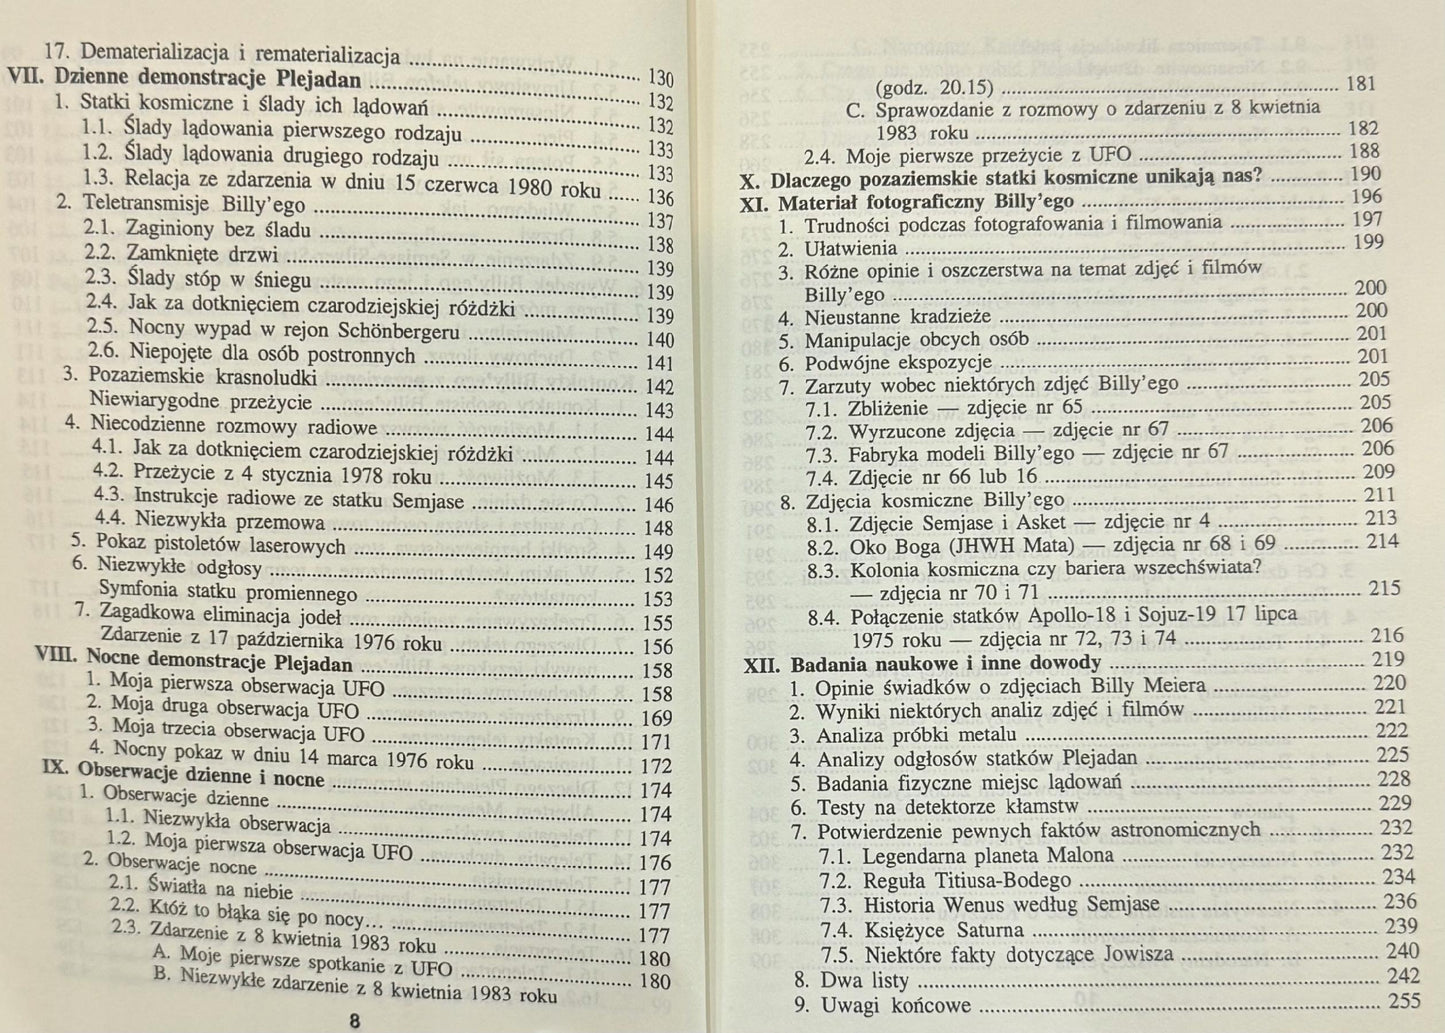 17. Dematerializacja i rematerializacja ... 130
VII. Dzienne demonstracje Plejadan ... 132
1. Statki kosmiczne i ślady ich lądowań ... 132
1.1. Ślady lądowania pierwszego rodzaju ... 133
1.2. Ślady lądowania drugiego rodzaju ... 133
1.3. Relacja ze zdarzenia w dniu 15 czerwca 1980 roku ... 136
2. Teletransmisje Billy'ego ... 137
2.1. Zaginiony bez śladu ... 138
2.2. Zamknięte drzwi ... 139
2.3. Ślady stóp w śniegu ... 139
2.4. Jak za dotknięciem czarodziejskiej różdżki ... 139
2.5. Nocny wypad w rejon Schönbergeru ... 140
2.6. Niepojęte dla osób postronnych ... 141
3. Pozaziemskie krasnoludki ... 142
Niewiarygodne przeżycie ... 143
4. Niecodzienne rozmowy radiowe ... 144
4.1. Jak za dotknięciem czarodziejskiej różdżki ... 144
4.2. Przeżycie z 4 stycznia 1978 roku ... 145
4.3. Instrukcje radiowe ze statku Semjase ... 146
4.4. Niezwykła przemowa ... 148
5. Pokaz pistoletów laserowych ... 149
6. Niezwykłe odgłosy ... 152
Symfonia statku promiennego ... 153
7. Zagadkowa eliminacja jodeł ... 155
Zdarzenie z 17 października 1976 roku ... 156
VIII. Nocne demonstracje Plejadan ... 158
1. Moja pierwsza obserwacja UFO ... 158
2. Moja druga obserwacja UFO ... 169
3. Moja trzecia obserwacja UFO ... 171
4. Nocny pokaz w dniu 14 marca 1976 roku ... 172
IX. Obserwacje dzienne i nocne ... 174
1. Obserwacje dzienne ... 174
1.1. Niezwykła obserwacja ... 174
1.2. Moja pierwsza obserwacja UFO ... 176
2. Obserwacje nocne ... 177
2.1. Światła na niebie ... 177
2.2. Któż to błąka się po nocy... ... 177
2.3. Zdarzenie z 8 kwietnia 1983 roku ... 180
A. Moje pierwsze spotkanie z UFO ... 180
B. Niezwykłe zdarzenie z 8 kwietnia 1983 roku
8
(godz. 20.15) ... 181
C. Sprawozdanie z rozmowy o zdarzeniu z 8 kwietnia
1983 roku ... 182
2.4. Moje pierwsze przeżycie z UFO ... 188
X. Dlaczego pozaziemskie statki kosmiczne unikają nas? ... 190
XI. Materiał fotograficzny Billy'ego ... 196
1. Trudności podczas fotografowania i filmowania ... 197
2. Ułatwienia ... 199
3. Różne opinie i oszczerstwa na temat zdjęć i filmów
Billy'ego ... 200
4. Nieustanne kradzieże ... 200
5. Manipulacje obcych osób ... 201
6. Podwójne ekspozycje ... 201
7. Zarzuty wobec niektórych zdjęć Billy'ego ... 205
7.1. Zbliżenie — zdjęcie nr 65 ... 205
7.2. Wyrzucone zdjęcia — zdjęcie nr 67 ... 206
7.3. Fabryka modeli Billy'ego — zdjęcie nr 67 ... 206
7.4. Zdjęcie nr 66 lub 16 ... 209
8. Zdjęcia kosmiczne Billy'ego ... 211
8.1. Zdjęcie Semjase i Asket — zdjęcie nr 4 ... 213
8.2. Oko Boga (JHWH Mata) — zdjęcia nr 68 i 69 ... 214
8.3. Kolonia kosmiczna czy bariera wszechświata?
— zdjęcia nr 70 i 71 ... 215
8.4. Połączenie statków Apollo-18 i Sojuz-19 17 lipca
1975 roku — zdjęcia nr 72, 73 i 74 ... 216
XII. Badania naukowe i inne dowody ... 219
1. Opinie świadków o zdjęciach Billy Meiera ... 220
2. Wyniki niektórych analiz zdjęć i filmów ... 221
3. Analiza próbki metalu ... 222
4. Analizy odgłosów statków Plejadan ... 225
5. Badania fizyczne miejsc lądowań ... 228
6. Testy na detektorze kłamstw ... 229
7. Potwierdzenie pewnych faktów astronomicznych ... 232
7.1. Legendarna planeta Malona ... 232
7.2. Reguła Titiusa-Bodego ... 234
7.3. Historia Wenus według Semjase ... 236
7.4. Księżyce Saturna ... 239
7.5. Niektóre fakty dotyczące Jowisza ... 240
8. Dwa listy ... 242
9. Uwagi końcowe ... 255